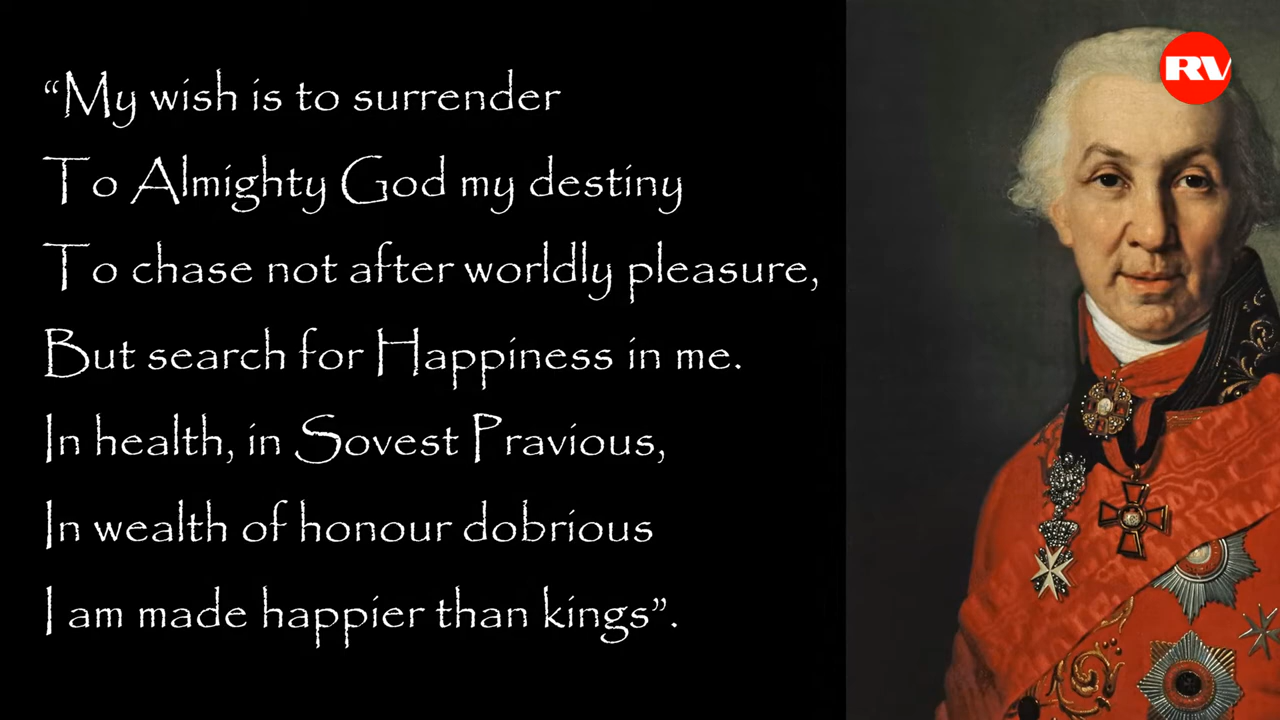 “My wish is to surrender
To Almighty God my destiny
To chase not after worldly pleasure,
But search for Happiness in me.
In health, in Sovest Pravious,
In wealth of honour dobrious
I am made happier than kings”.
RV